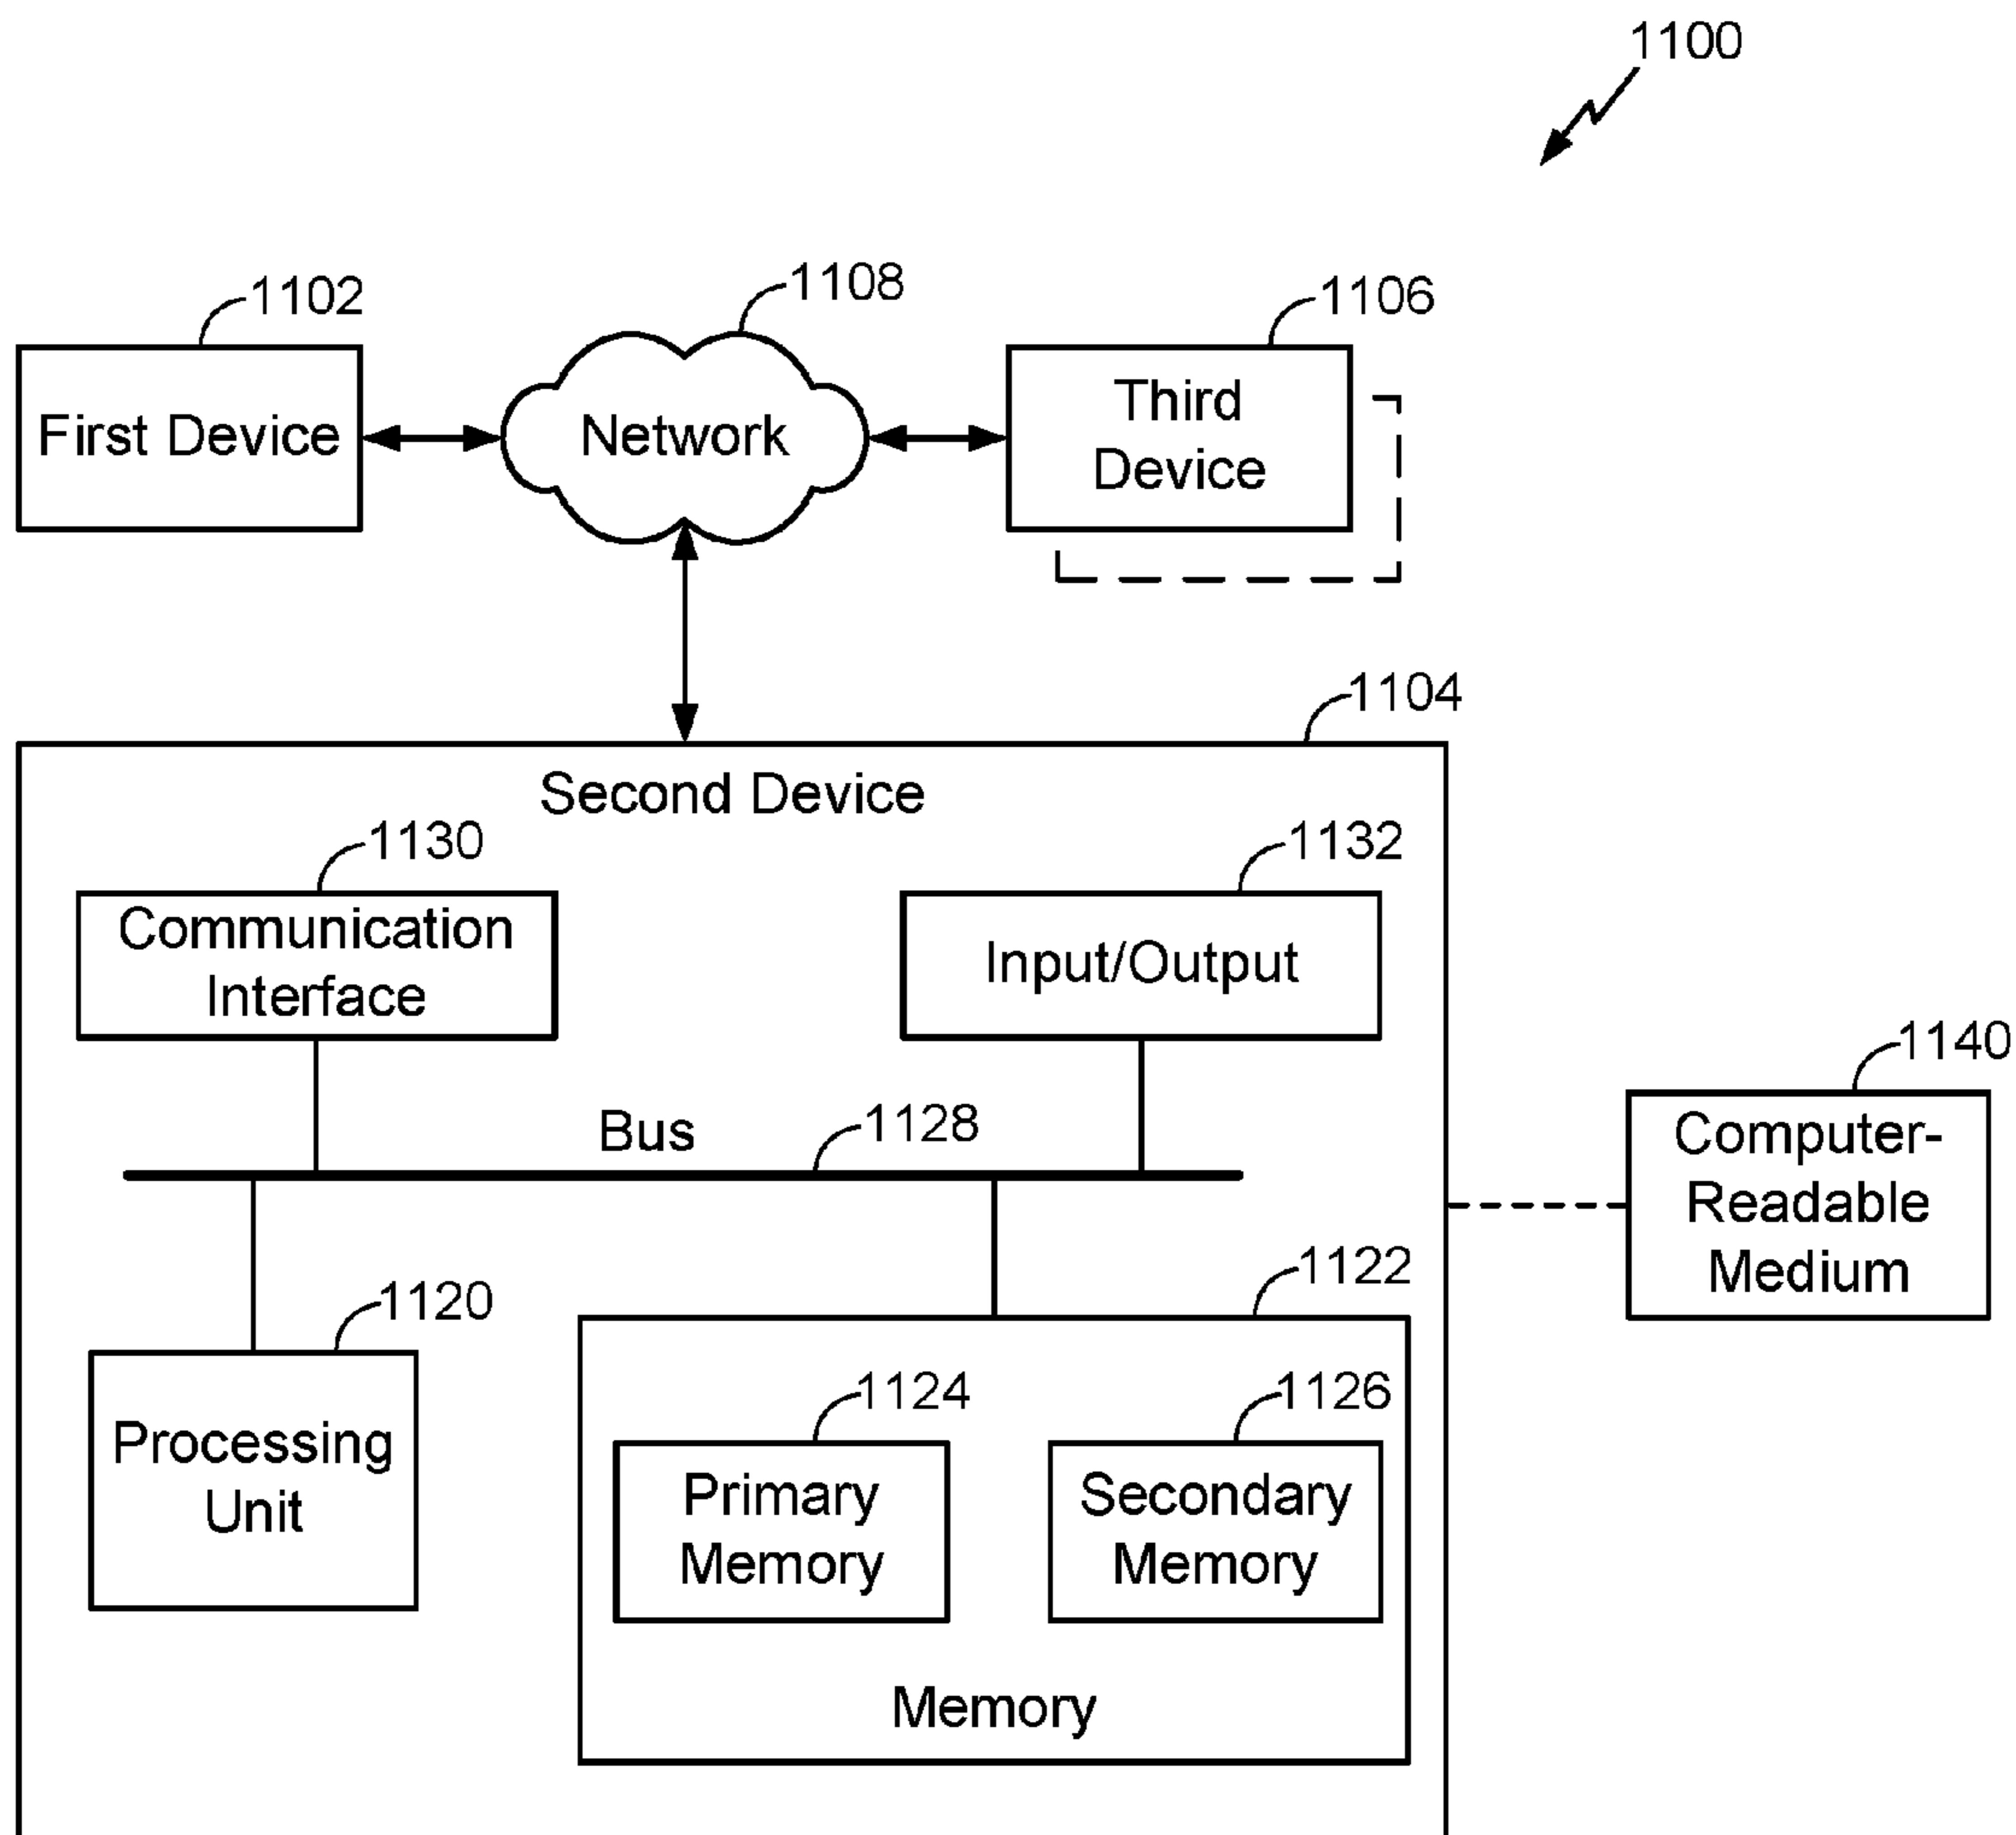 1100
1102
1108
1106
First Device
Network
Third
Device
1104
Second Device
1130
1132
Communication
Interface
Input/Output
1140
Computer-
Readable
Medium
Bus
1128
1120
1122
Processing
Unit
1124
1126
Primary
Memory
Secondary
Memory
Memory